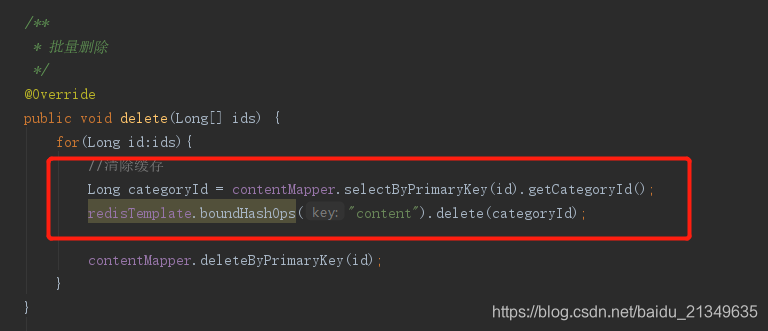 /**
* 批量删除
*/
@Override
public void delete(Long[] ids) {
for(Long id:ids){
//清除缓存
Long categoryId = contentMapper.selectByPrimaryKey(id).getCategoryId();
redisTemplate.boundHashOps( key: "content").delete(categoryId);
contentMapper.deleteByPrimaryKey(id);
}
}
https://blog.csdn.net/baidu_21349635